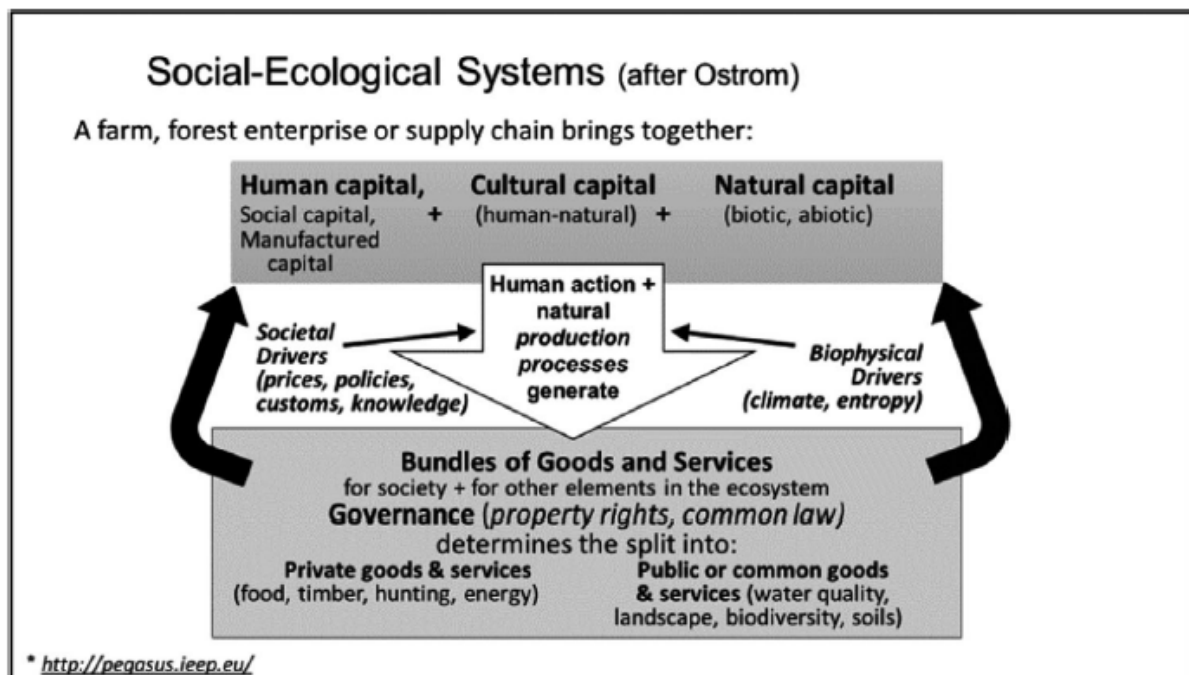 Social-Ecological Systems (after Ostrom)
A farm, forest enterprise or supply chain brings together:
Human capital,
Social capital,
Manufactured
capital
+
Cultural capital
(human-natural)
+
Natural capital
(biotic, abiotic)
Human action +
natural
production
processes
generate
Societal
Drivers
(prices, policies,
customs, knowledge)
Biophysical
Drivers
(climate, entropy)
Bundles of Goods and Services
for society + for other elements in the ecosystem
Governance (property rights, common law)
determines the split into:
Private goods & services
(food, timber, hunting, energy)
Public or common goods
& services (water quality,
landscape, biodiversity, soils)
* http://pegasus.ieep.eu/